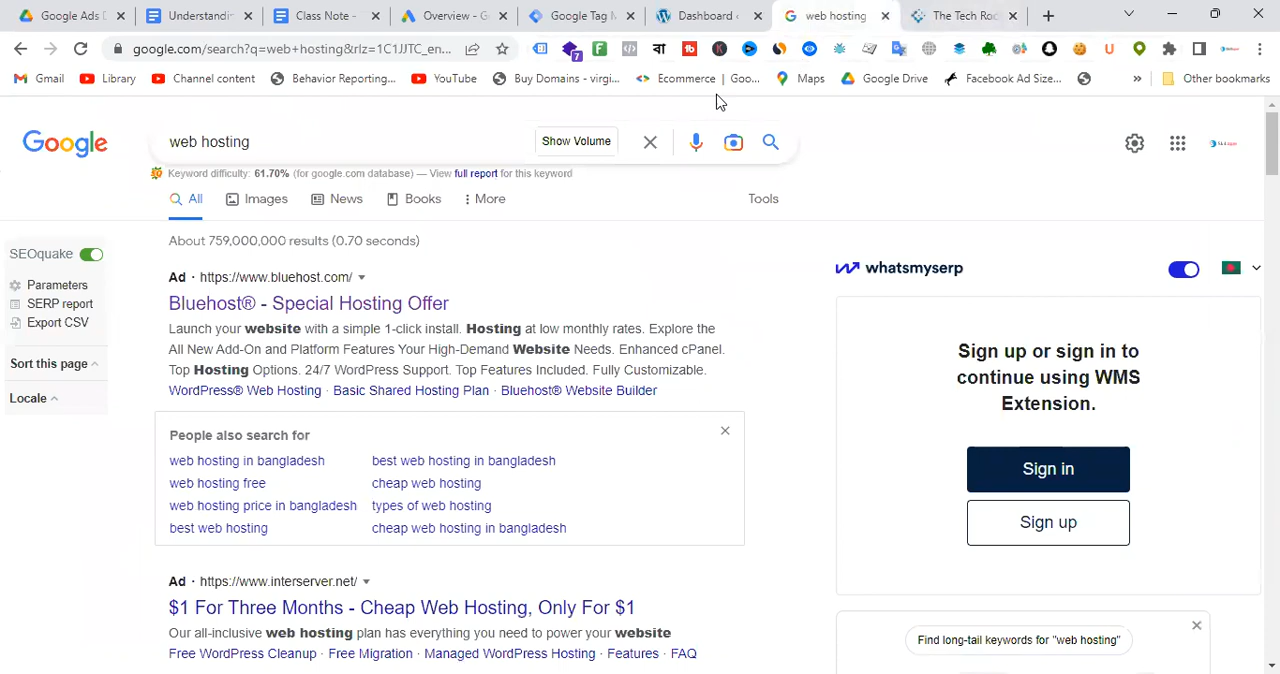 Google Ads D
Understandin
Class Note -
Overview - G
Google Tag M
Dashboard
web hosting
The Tech Roc
google.com/search?q=web+hosting&rlz=1C1JJTC_en...
7
Gmail
Library
Channel content
Behavior Reporting...
YouTube
Buy Domains - virgi...
Ecommerce | Goo...
Maps
Google Drive
Facebook Ad Size...
»
Other bookmarks
Google
web hosting
Show Volume
Keyword difficulty: 61.70% (for google.com database) — View full report for this keyword
All
Images
News
Books
More
Tools
About 759,000,000 results (0.70 seconds)
SEOquake
Parameters
SERP report
Export CSV
Sort this page
Locale
Ad · https://www.bluehost.com/
Bluehost® - Special Hosting Offer
Launch your website with a simple 1-click install. Hosting at low monthly rates. Explore the
All New Add-On and Platform Features Your High-Demand Website Needs. Enhanced cPanel.
Top Hosting Options. 24/7 WordPress Support. Top Features Included. Fully Customizable.
WordPress® Web Hosting · Basic Shared Hosting Plan · Bluehost® Website Builder
People also search for
web hosting in bangladesh
best web hosting in bangladesh
web hosting free
cheap web hosting
web hosting price in bangladesh
types of web hosting
best web hosting
cheap web hosting in bangladesh
Ad · https://www.interserver.net/
$1 For Three Months - Cheap Web Hosting, Only For $1
Our all-inclusive web hosting plan has everything you need to power your website
Free WordPress Cleanup · Free Migration · Managed WordPress Hosting · Features · FAQ
whatsmyserp
Sign up or sign in to
continue using WMS
Extension.
Sign in
Sign up
Find long-tail keywords for "web hosting"